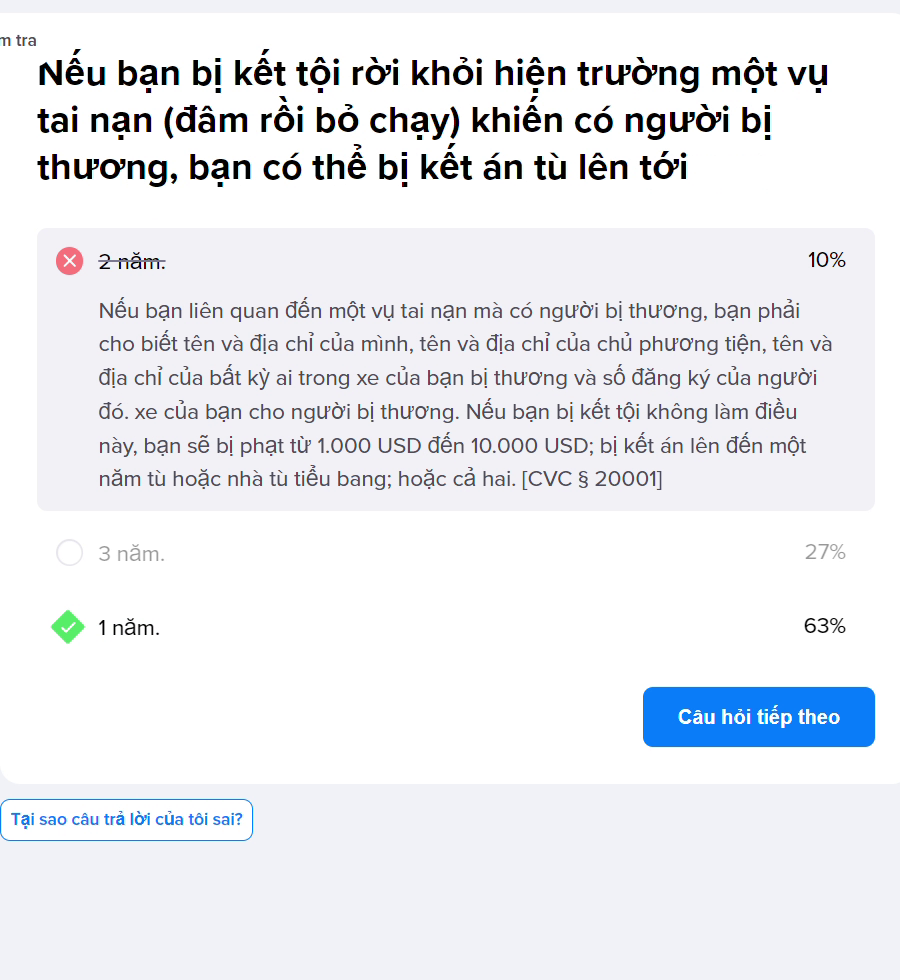 m tra
Nếu bạn bị kết tội rời khỏi hiện trường một vụ
tai nạn (đâm rồi bỏ chạy) khiến có người bị
thương, bạn có thể bị kết án tù lên tới
2 năm.
10%
Nếu bạn liên quan đến một vụ tai nạn mà có người bị thương, bạn phải
cho biết tên và địa chỉ của mình, tên và địa chỉ của chủ phương tiện, tên và
địa chỉ của bất kỳ ai trong xe của bạn bị thương và số đăng ký của người
đó. xe của bạn cho người bị thương. Nếu bạn bị kết tội không làm điều
này, bạn sẽ bị phạt từ 1.000 USD đến 10.000 USD; bị kết án lên đến một
năm tù hoặc nhà tù tiểu bang; hoặc cả hai. [CVC § 20001]
3 năm.
27%
1 năm.
63%
Câu hỏi tiếp theo
Tại sao câu trả lời của tôi sai?